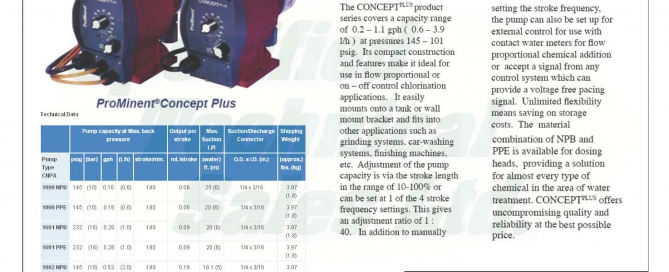 ProMinent®Concept Plus
Technical Data
Pump capacity at Max. back pressure
Output per stroke
Max. Suction Lift
Suction/Discharge Connector
Shipping Weight
Pump Type CNPA
psig (bar) gph (l/h) stroke/min. ml./stroke (water) ft. (m) O.D. x I.D. (in.) (approx.) lbs. (kg)
1000 NPB 145 (10) 0.16 (0.6) 180 0.06 20 (6) 1/4 x 3/16 3.97 (1.8)
1000 PPE 145 (10) 0.16 (0.6) 180 0.06 20 (6) 1/4 x 3/16 3.97 (1.8)
1601 NPB 232 (16) 0.26 (1.0) 180 0.09 20 (6) 1/4 x 3/16 3.97 (1.8)
1601 PPE 232 (16) 0.26 (1.0) 180 0.09 20 (6) 1/4 x 3/16 3.97 (1.8)
1002 NPB 145 (10) 0.53 (2.0) 180 0.19 16.1 (5) 1/4 x 3/16 3.97
The CONCEPTPLUS product
series covers a capacity range
of 0.2 – 1.1 gph ( 0.6 – 3.9
l/h ) at pressures 145 – 101
psig. Its compact construction
and features make it ideal for
use in flow proportional or
on – off control chlorination
applications. It easily
mounts onto a tank or wall
mount bracket and fits into
other applications such as
grinding systems, car-washing
systems, finishing machines,
etc. Adjustment of the pump
capacity is via the stroke length
in the range of 10-100% or
can be set at 1 of the 4 stroke
frequency settings. This gives
an adjustment ratio of 1 :
40. In addition to manually
setting the stroke frequency,
the pump can also be set up for
external control for use with
contact water meters for flow
proportional chemical addition
or accept a signal from any
control system which can
provide a voltage free pacing
signal. Unlimited flexibility
means saving on storage
costs. The material
combination of NPB and
PPE is available for dosing
heads, providing a solution
for almost every type of
chemical in the area of water
treatment. CONCEPTPLUS offers
uncompromising quality and
reliability at the best possible
price.